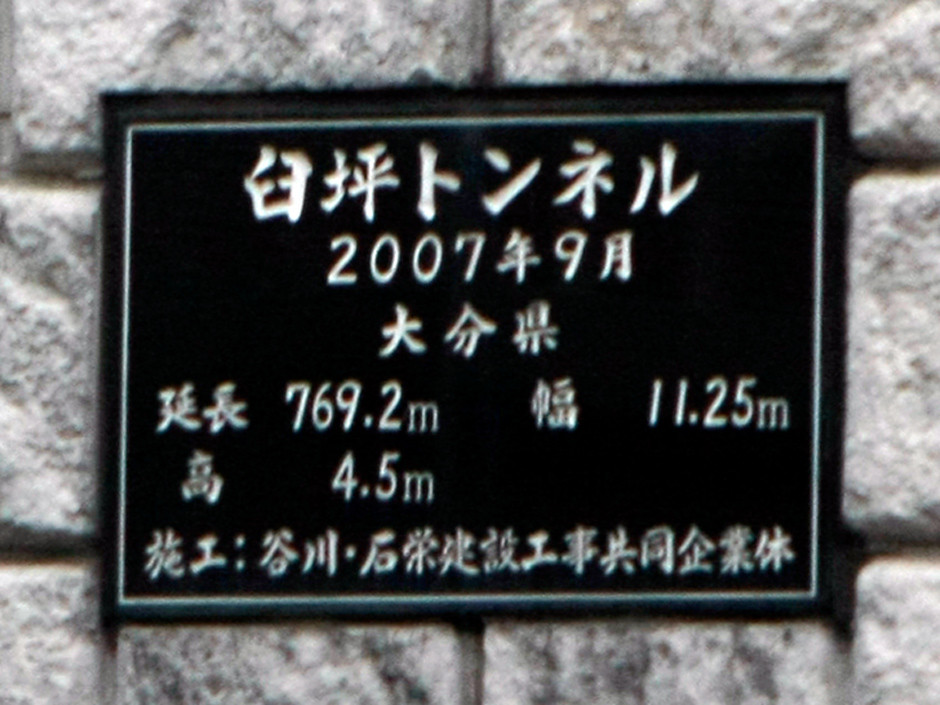 臼坪トンネル
2007年9月
大分県
延長 769.2m 幅 11.25m
高 4.5m
施工:谷川・石栄建設工事共同企業体